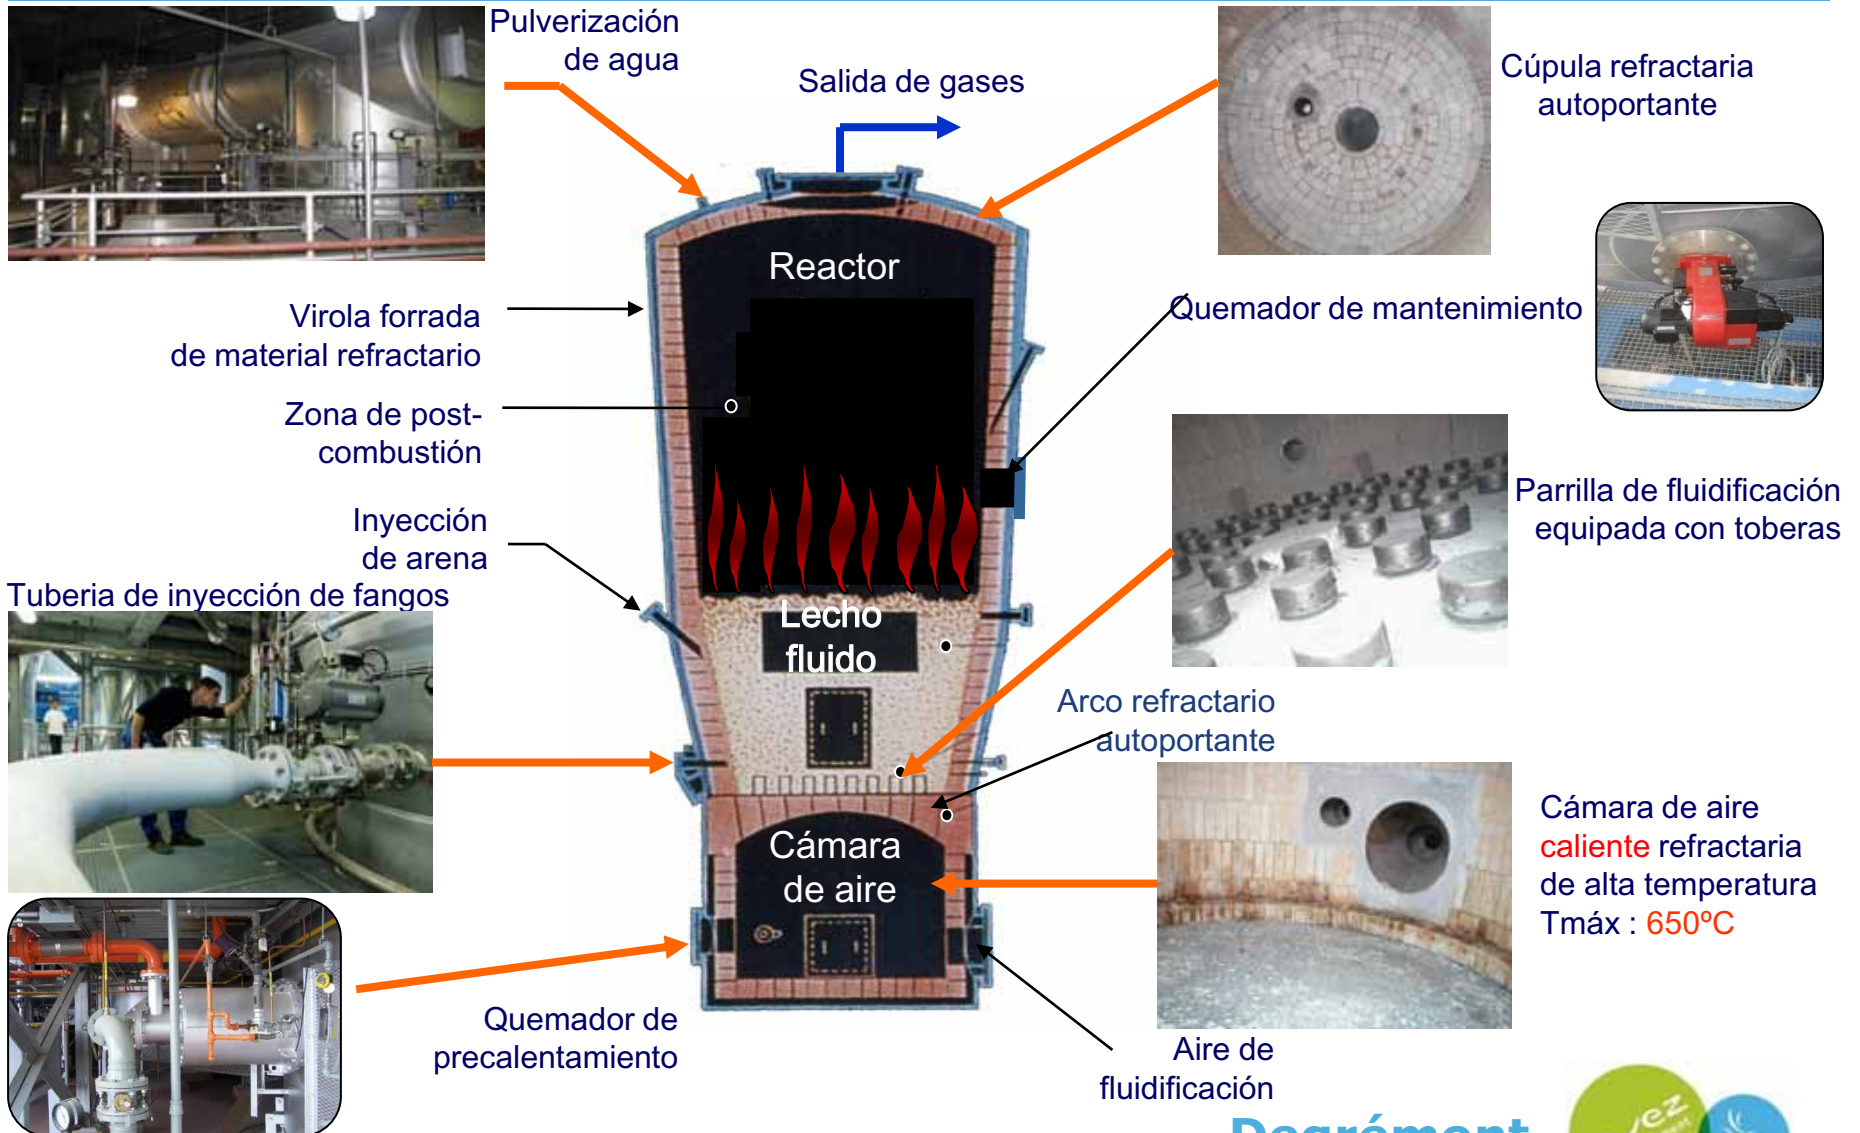 Pulverización
de agua
Salida de gases
Cúpula refractaria
autoportante
Reactor
Virola forrada
de material refractario
Quemador de mantenimiento
Zona de post-
combustión
Parrilla de fluidificación
equipada con toberas
Inyección
de arena
Tuberia de inyección de fangos
Lecho
fluido
Arco refractario
autoportante
Cámara
de aire
Cámara de aire
caliente refractaria
de alta temperatura
Tmáx : 650ºC
Quemador de
precalentamiento
Aire de
fluidificación
Degrémont